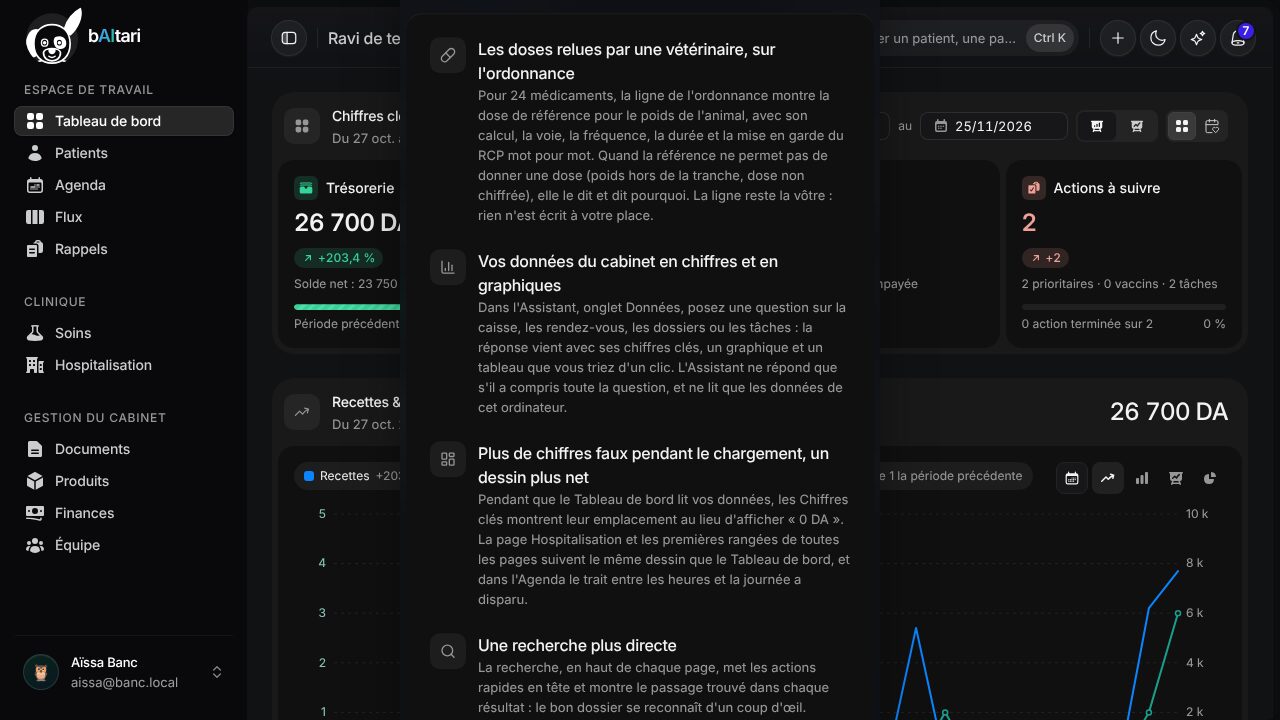 bAItari
ESPACE DE TRAVAIL
Tableau de bord
Patients
Agenda
Flux
Rappels
CLINIQUE
Soins
Hospitalisation
GESTION DU CABINET
Documents
Produits
Finances
Équipe
Aïssa Banc
aissa@banc.local
Ravi de te
er un patient, une pa...
Ctrl K
7
Chiffres cl
Du 27 oct.
au
25/11/2026
Trésorerie
26 700 DA
+203,4 %
Solde net : 23 750
Période précédent
mpayée
Actions à suivre
2
+2
2 prioritaires · 0 vaccins · 2 tâches
0 action terminée sur 2
0 %
Recettes &
Du 27 oct.
26 700 DA
Recettes +203
e 1 la période précédente
5
4
3
2
1
10 k
8 k
6 k
4 k
2 k
Les doses relues par une vétérinaire, sur
l'ordonnance
Pour 24 médicaments, la ligne de l'ordonnance montre la
dose de référence pour le poids de l'animal, avec son
calcul, la voie, la fréquence, la durée et la mise en garde du
RCP mot pour mot. Quand la référence ne permet pas de
donner une dose (poids hors de la tranche, dose non
chiffrée), elle le dit et dit pourquoi. La ligne reste la vôtre :
rien n'est écrit à votre place.
Vos données du cabinet en chiffres et en
graphiques
Dans l'Assistant, onglet Données, posez une question sur la
caisse, les rendez-vous, les dossiers ou les tâches : la
réponse vient avec ses chiffres clés, un graphique et un
tableau que vous triez d'un clic. L'Assistant ne répond que
s'il a compris toute la question, et ne lit que les données de
cet ordinateur.
Plus de chiffres faux pendant le chargement, un
dessin plus net
Pendant que le Tableau de bord lit vos données, les Chiffres
clés montrent leur emplacement au lieu d'afficher « 0 DA ».
La page Hospitalisation et les premières rangées de toutes
les pages suivent le même dessin que le Tableau de bord, et
dans l'Agenda le trait entre les heures et la journée a
disparu.
Une recherche plus directe
La recherche, en haut de chaque page, met les actions
rapides en tête et montre le passage trouvé dans chaque
résultat : le bon dossier se reconnaît d'un coup d'œil.